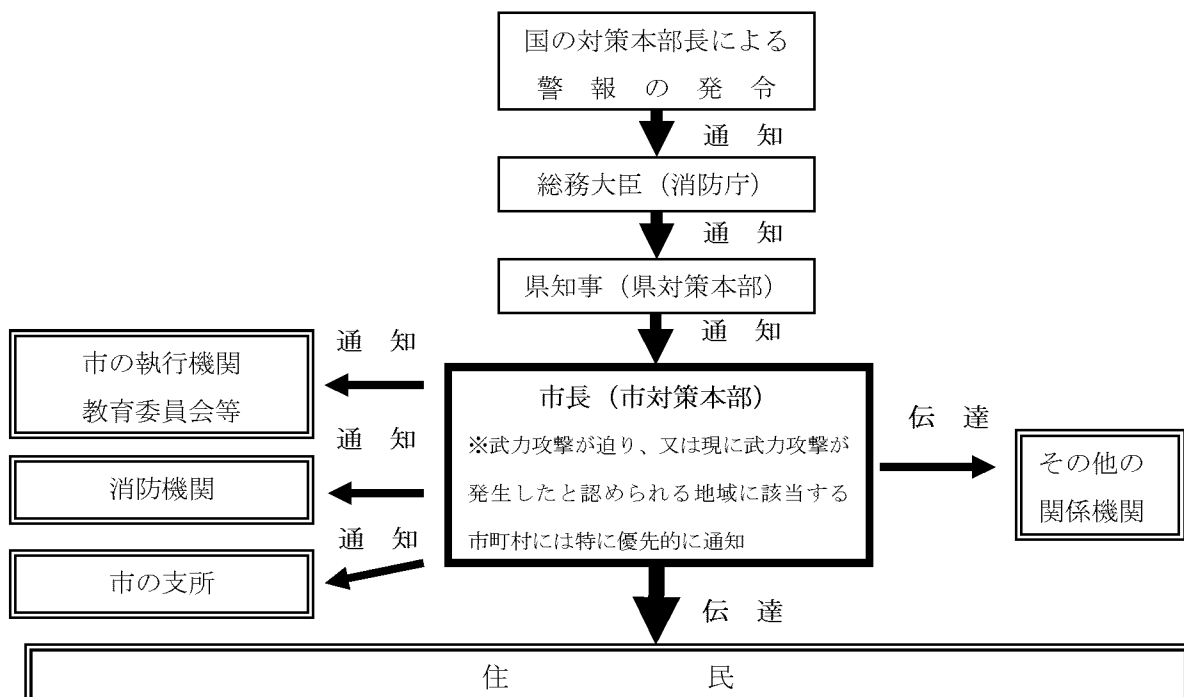 国の対策本部長による
警報の発令
通知
総務大臣（消防庁）
通知
県知事（県対策本部）
通知
市長（市対策本部）
※武力攻撃が迫り、又は現に武力攻撃が
発生したと認められる地域に該当する
市町村には特に優先的に通知
通知
市の執行機関
教育委員会等
通知
消防機関
通知
市の支所
伝達
その他の
関係機関
伝達
住民